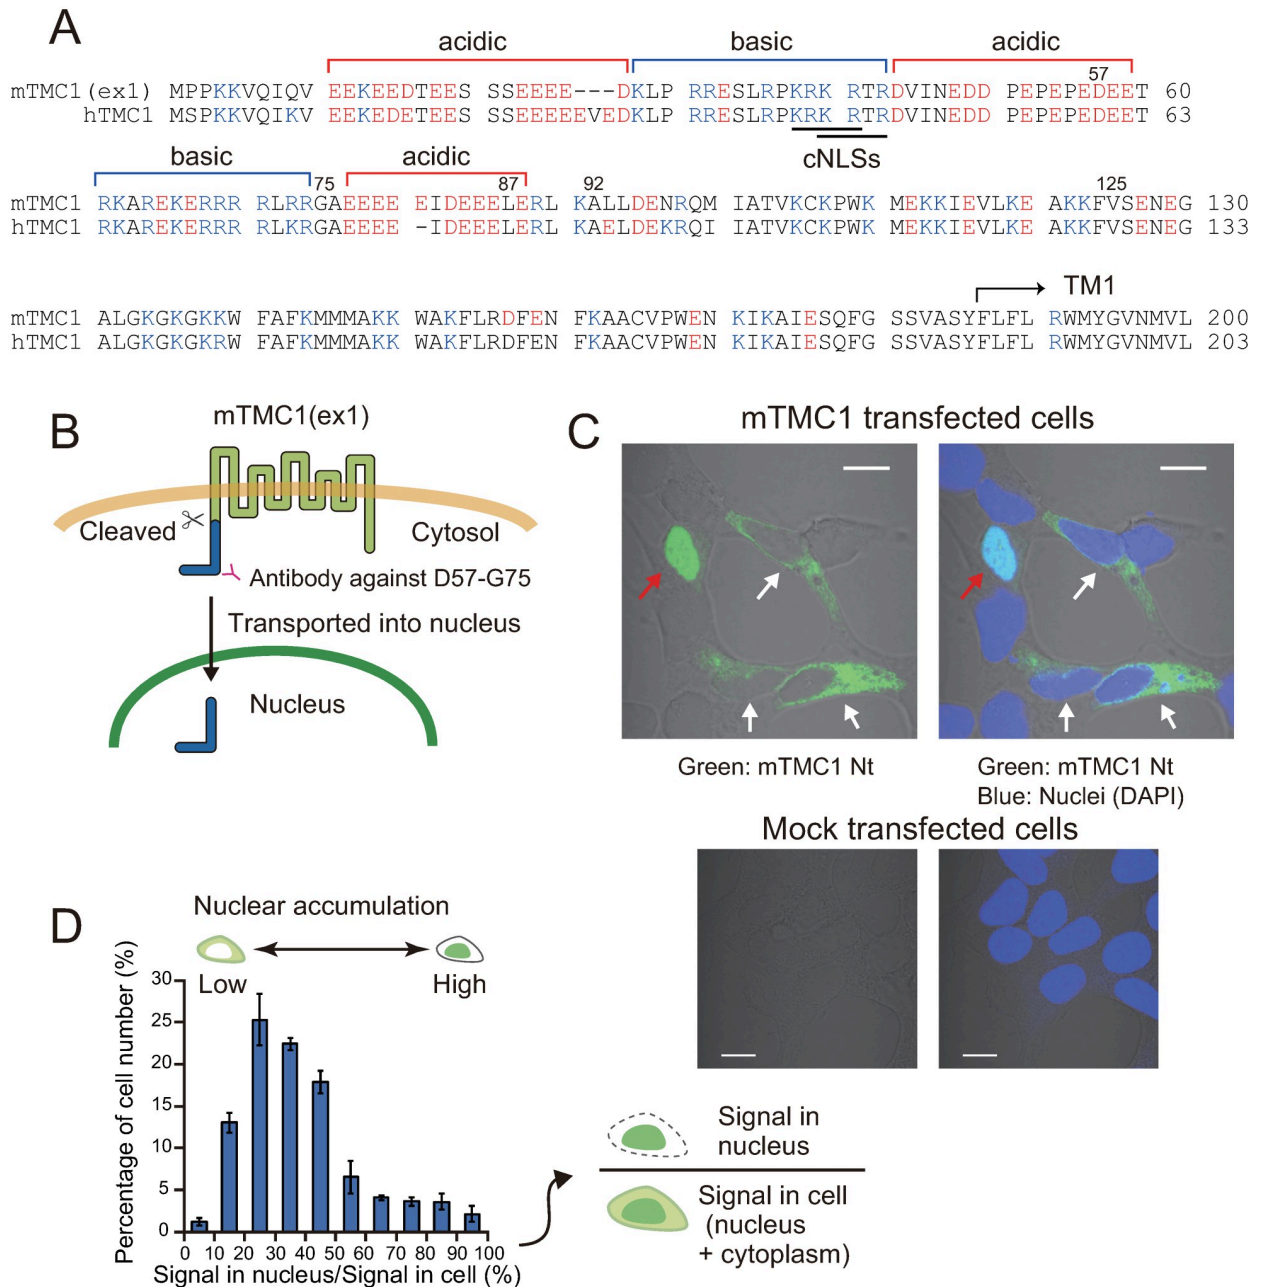 A
acidic basic acidic
57
mTMC1(ex1) MPPKKVQIQV EEKEEDTEES SSEEEEE---DKLP RRESLRPKRK RTRDVINEDD PEPEPEDEET 60
hTMC1 MSPKKVQIKV EEKEDETEES SSEEEEEVEDKLP RRESLRPKRK RTRDVINEDD PEPEPEDEET 63
cNLSs
basic acidic
75 87 92 125
mTMC1 RKAREKERRR RLRRGAEEEE EIDEEELERL KALLDENRQM IATVKCKPWK MEKKIEVLKE AKKFVSENEG 130
hTMC1 RKAREKERRR RLKRGAEEEE -IDEEELERL KAELDEKRQI IATVKCKPWK MEKKIEVLKE AKKFVSENEG 133
TM1
mTMC1 ALGKGKGKKW FAFKMMMAKK WAKFLRDFEN FKAACVPWEN KIKAIESQFG SSVASYFLFL RWMYGVNMVL 200
hTMC1 ALGKGKGKRW FAFKMMMAKK WAKFLRDFEN FKAACVPWEN KIKAIESQFG SSVASYFLFL RWMYGVNMVL 203
B
mTMC1(ex1)
Cleaved
Cytosol
Antibody against D57-G75
Transported into nucleus
Nucleus
C
mTMC1 transfected cells
Green: mTMC1 Nt
Green: mTMC1 Nt
Blue: Nuclei (DAPI)
Mock transfected cells
D
Nuclear accumulation
Low High
Percentage of cell number (%)
30
25
20
15
10
5
0
0 10 20 30 40 50 60 70 80 90 100
Signal in nucleus/Signal in cell (%)
Signal in
nucleus
Signal in cell
(nucleus
+ cytoplasm)